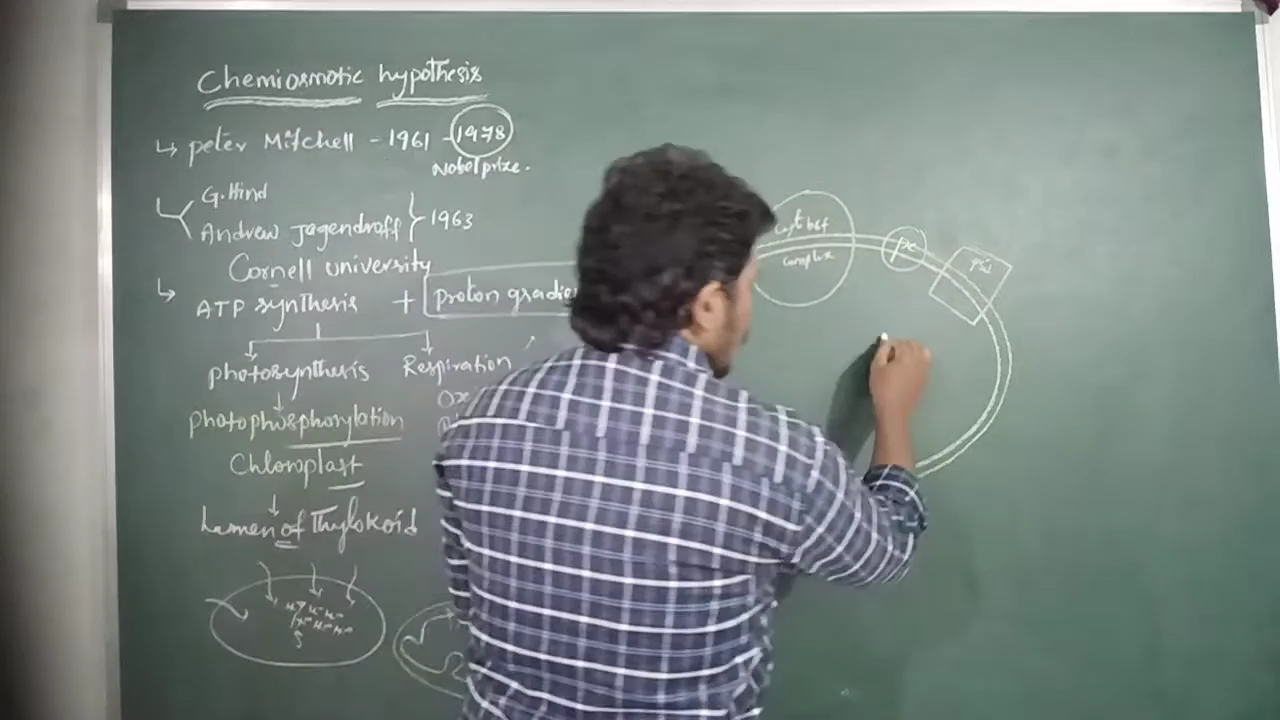 Chemiosmotic hypothesis
↳ peter Mitchell - 1961 - 1978
Nobel prize.
G. Hind
Andrew Jagendroff } 1963
Cornell university
↳ ATP synthesis + proton gradie
photosynthesis Respiration
photophosphorylation
Chloroplast
Lumen of Thylokoid
Cyt b6f
complex
pc
PSI